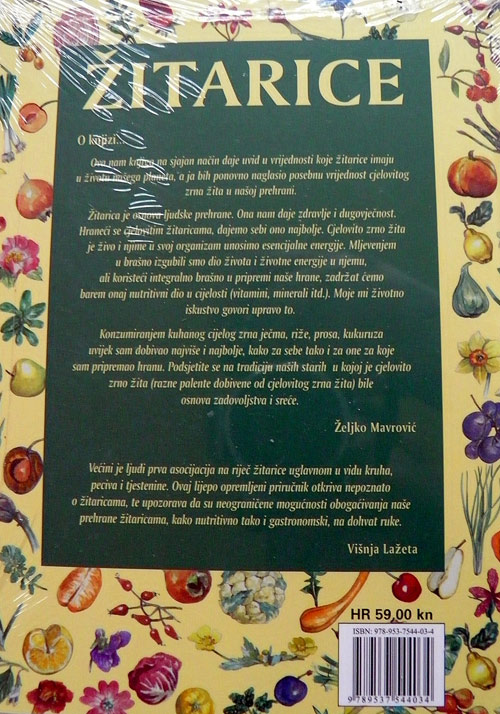 ŽITARICE
O knjizi...
Ova nam knjiga na sjajan način daje uvid u vrijednosti koje žitarice imaju
u životu našega planeta, a ja bih ponovno naglasio posebnu vrijednost cjelovitog
zrna žita u našoj prehrani.
Žitarica je osnova ljudske prehrane. Ona nam daje zdravlje i dugovječnost.
Hraneći se cjelovitim žitaricama, dajemo sebi ono najbolje. Cjelovito zrno žita
je živo i njime u svoj organizam unosimo esencijalne energije. Mljevenjem
u brašno izgubili smo dio života i životne energije u njemu,
ali koristeći integralno brašno u pripremi naše hrane, zadržat ćemo
barem onaj nutritivni dio u cijelosti (vitamini, minerali itd.). Moje mi životno
iskustvo govori upravo to.
Konzumiranjem kuhanog cijelog zrna ječma, riže, prosa, kukuruza
uvijek sam dobivao najviše i najbolje, kako za sebe tako i za one za koje
sam pripremao hranu. Podsjetite se na tradiciju naših starih u kojoj je cjelovito
zrno žita (razne palente dobivene od cjelovitog zrna žita) bile
osnova zadovoljstva i sreće.
Željko Mavrović
Većini je ljudi prva asocijacija na riječ žitarice uglavnom u vidu kruha,
peciva i tjestenine. Ovaj lijepo opremljeni priručnik otkriva nepoznato
o žitaricama, te upozorava da su neograničene mogućnosti obogaćivanja naše
prehrane žitaricama, kako nutritivno tako i gastronomski, na dohvat ruke.
Višnja Lažeta
HR 59,00 kn
ISBN: 978-953-7544-03-4
9 789537 544034